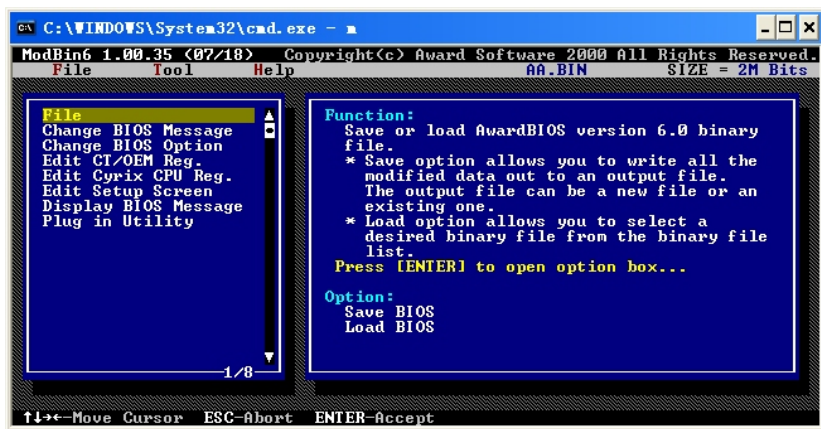 C:\WINDOWS\System32\cmd.exe - m
ModBin6 1.00.35 (07/18) Copyright(c) Award Software 2000 All Rights Reserved.
File Tool Help AA.BIN SIZE = 2M Bits
File
Change BIOS Message
Change BIOS Option
Edit CT/OEM Reg.
Edit Cyrix CPU Reg.
Edit Setup Screen
Display BIOS Message
Plug in Utility
1/8
Function:
Save or load AwardBIOS version 6.0 binary
file.
* Save option allows you to write all the
modified data out to an output file.
The output file can be a new file or an
existing one.
* Load option allows you to select a
desired binary file from the binary file
list.
Press [ENTER] to open option box...
Option:
Save BIOS
Load BIOS
↑↓→←-Move Cursor ESC-Abort ENTER-Accept